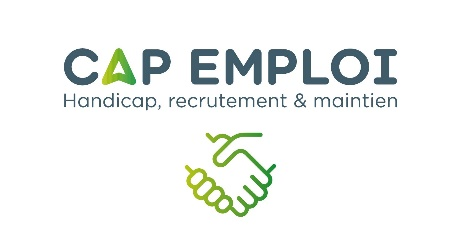 CAP EMPLOI
Handicap, recrutement & maintien